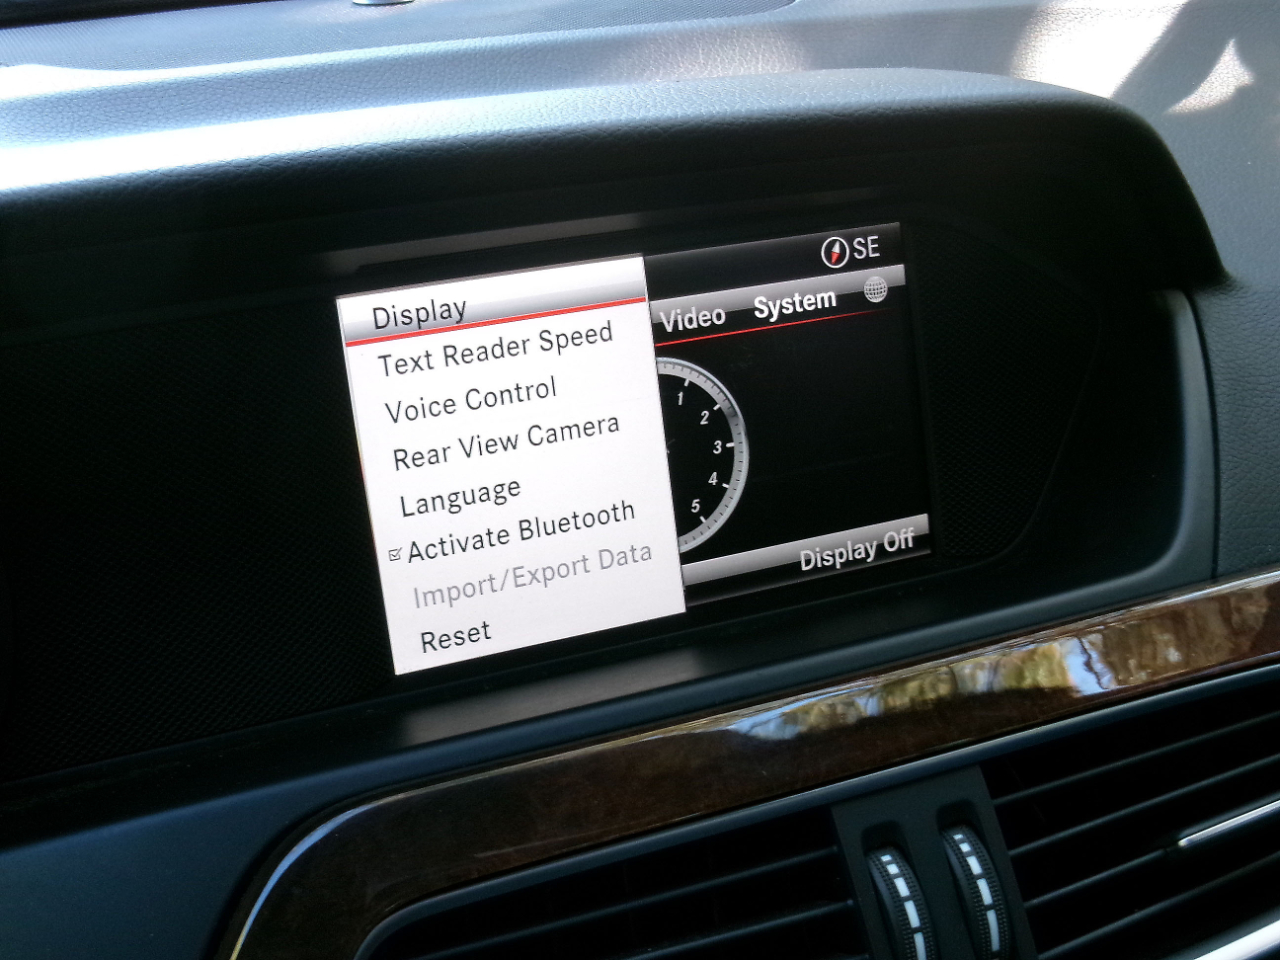 SE
Video System
Display
Text Reader Speed
Voice Control
Rear View Camera
Language
Activate Bluetooth
Import/Export Data
Reset
1
2
3
4
5
Display Off